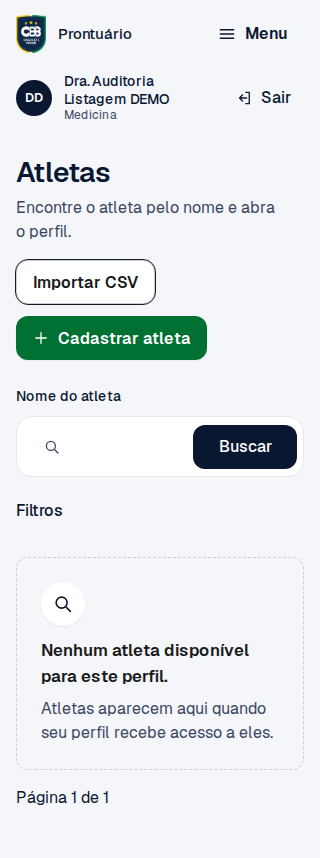 CBB
Prontuário
Menu
DD
Dra. Auditoria
Listagem DEMO
Medicina
Sair
Atletas
Encontre o atleta pelo nome e abra
o perfil.
Importar CSV
Cadastrar atleta
Nome do atleta
Buscar
Filtros
Nenhum atleta disponível
para este perfil.
Atletas aparecem aqui quando
seu perfil recebe acesso a eles.
Página 1 de 1